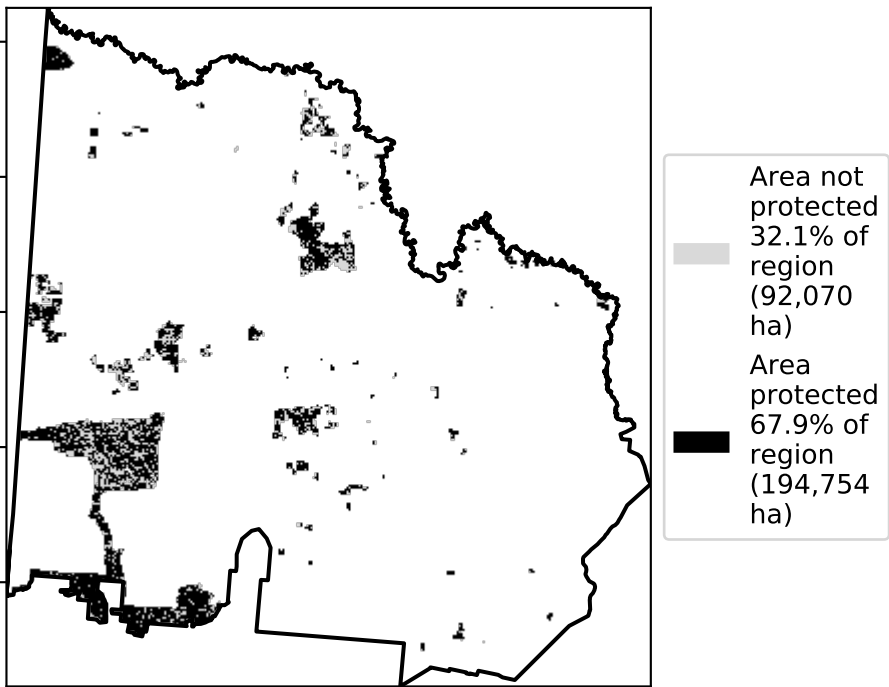 Area not
protected
32.1% of
region
(92,070
ha)
Area
protected
67.9% of
region
(194,754
ha)